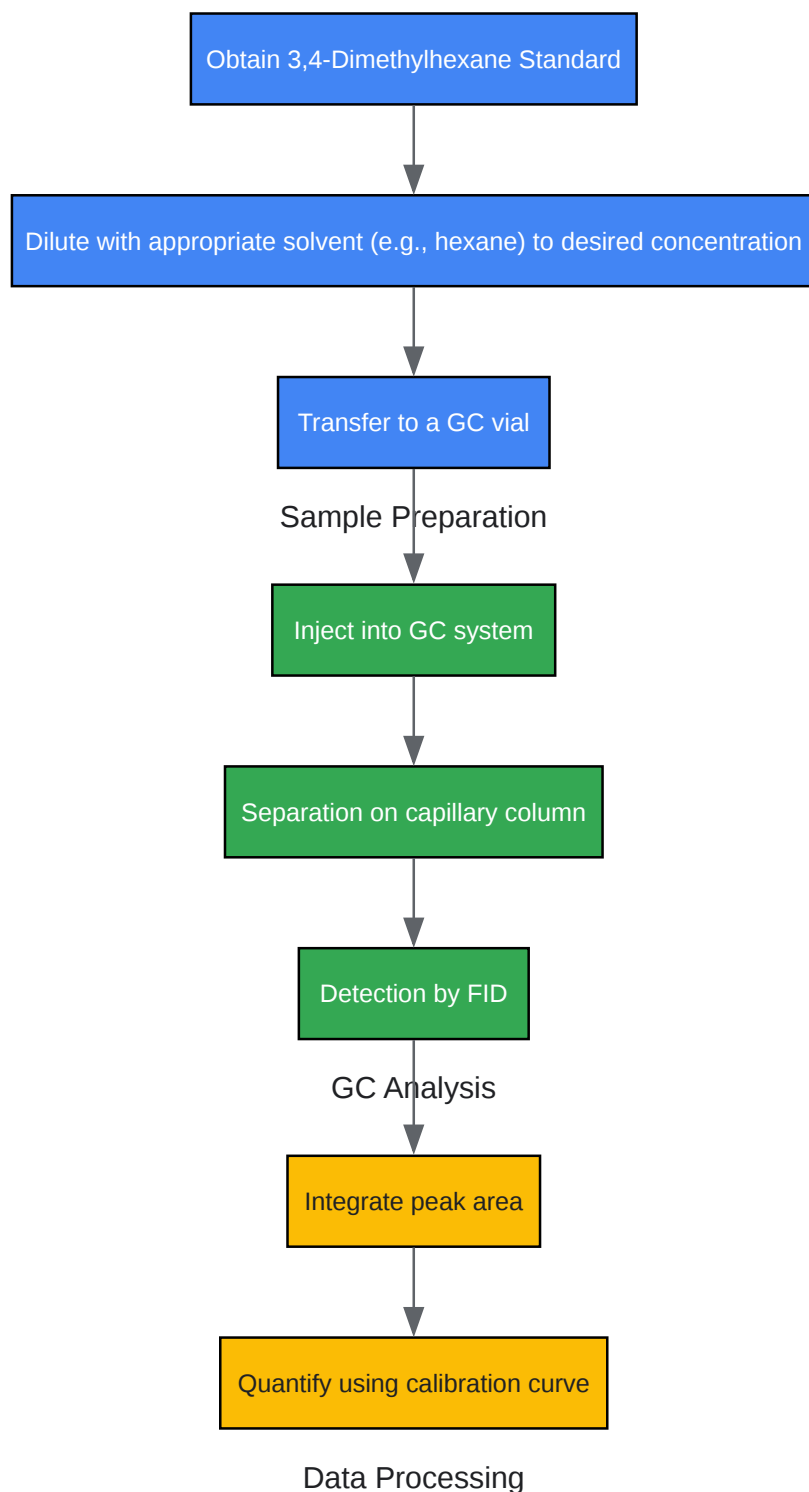 Obtain 3,4-Dimethylhexane Standard
Dilute with appropriate solvent (e.g., hexane) to desired concentration
Transfer to a GC vial
Sample Preparation
Inject into GC system
Separation on capillary column
Detection by FID
GC Analysis
Integrate peak area
Quantify using calibration curve
Data Processing